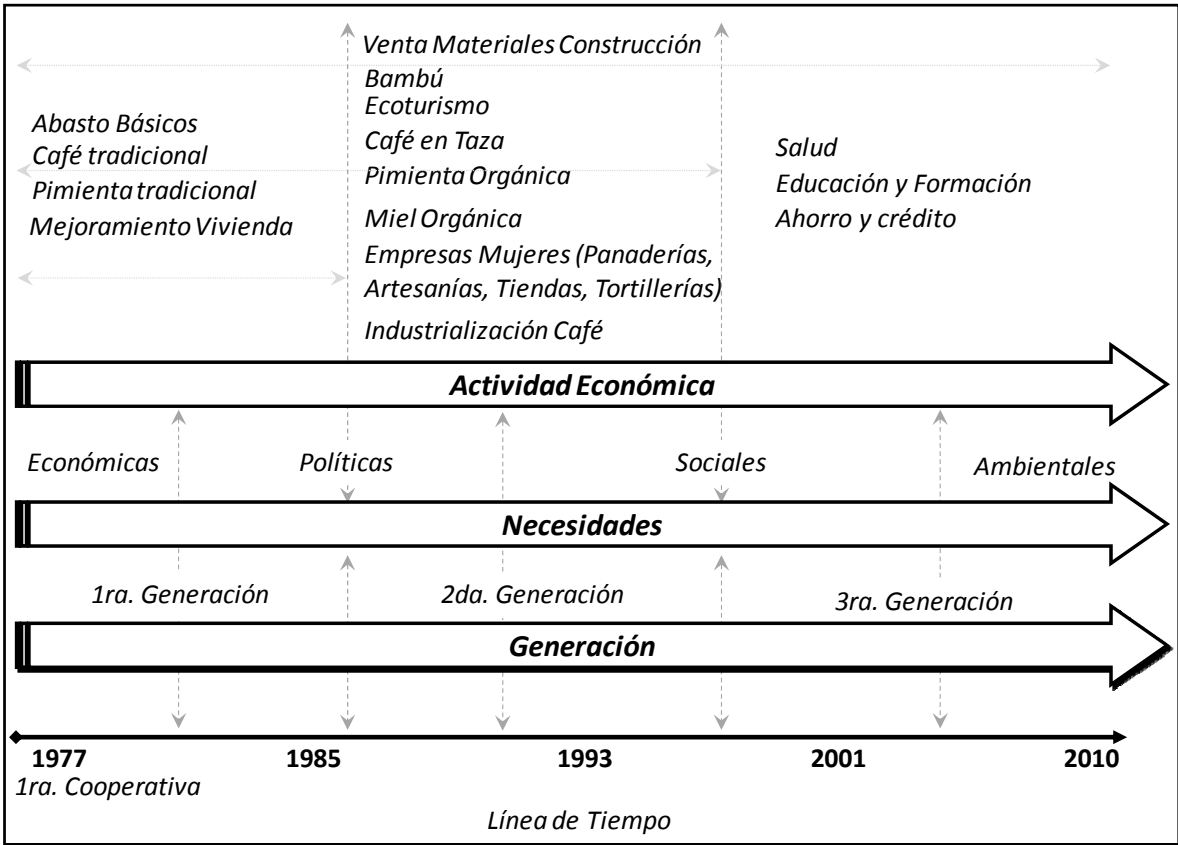 Venta Materiales Construcción
Bambú
Ecoturismo
Café en Taza
Pimienta Orgánica
Miel Orgánica
Empresas Mujeres (Panaderías,
Artesanías, Tiendas, Tortillerías)
Industrialización Café
Abasto Básicos
Café tradicional
Pimienta tradicional
Mejoramiento Vivienda
Salud
Educación y Formación
Ahorro y crédito
Actividad Económica
Económicas
Políticas
Sociales
Ambientales
Necesidades
1ra. Generación
2da. Generación
3ra. Generación
Generación
1977
1985
1993
2001
2010
1ra. Cooperativa
Línea de Tiempo